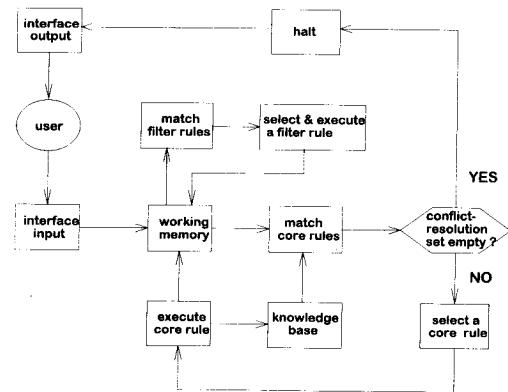 interface
output
halt
match
filter rules
select & execute
a filter rule
user
YES
interface
input
working
memory
match
core rules
conflict-
resolution
set empty ?
NO
execute
core rule
knowledge
base
select a
core rule